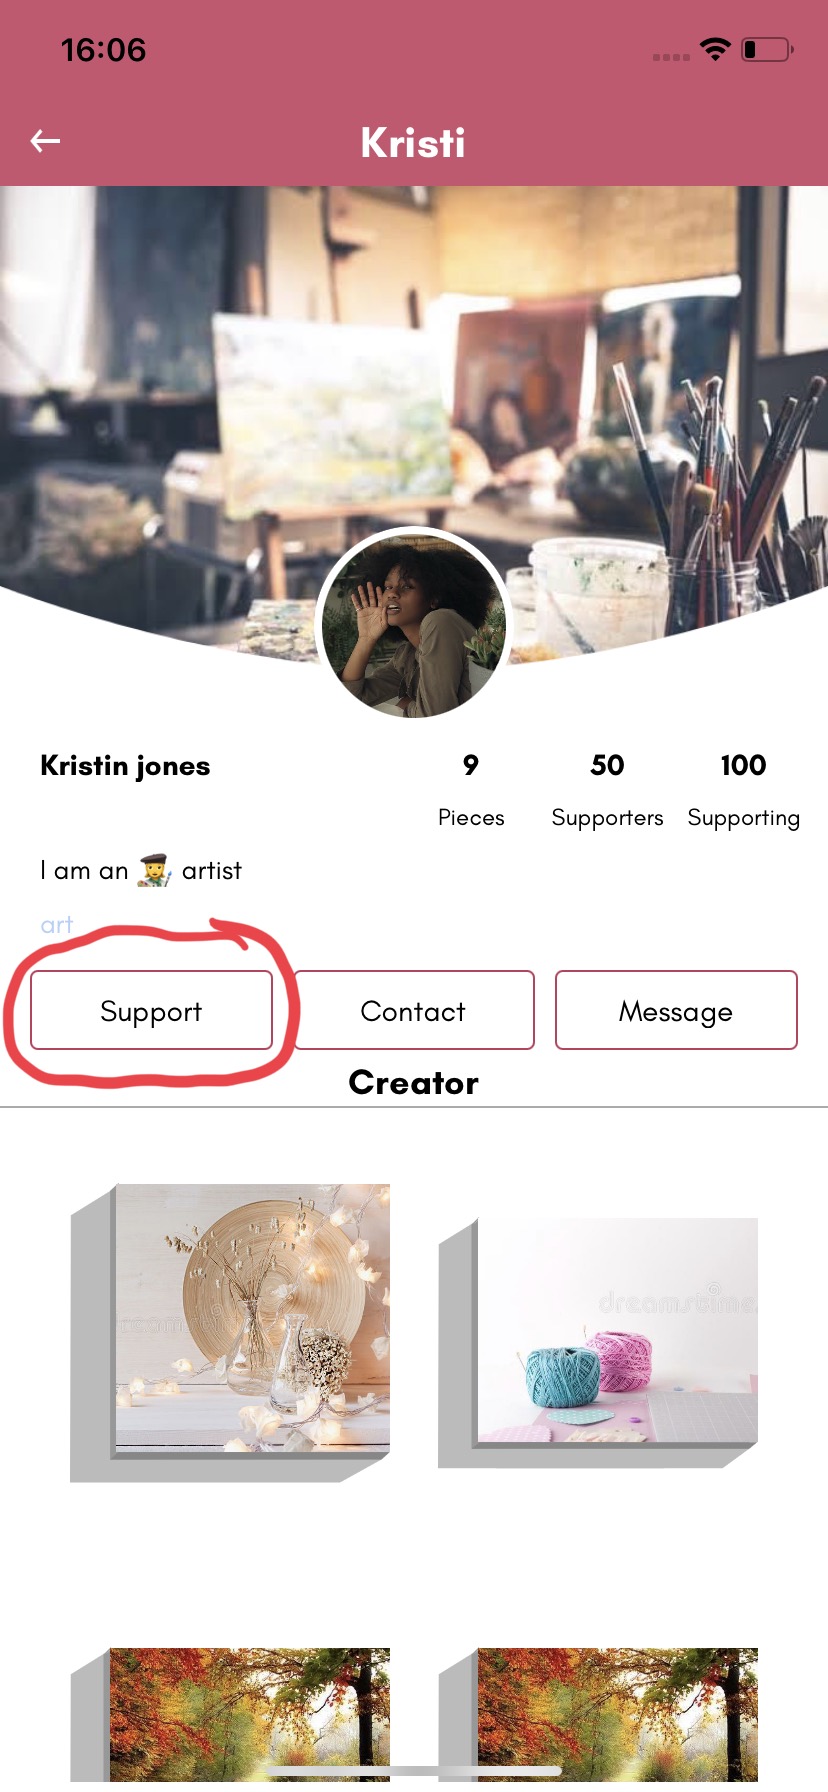 16:06
Kristi
Kristin jones
9 50 100
Pieces Supporters Supporting
I am an 👩‍🎨 artist
art
Support Contact Message
Creator
dreamstime